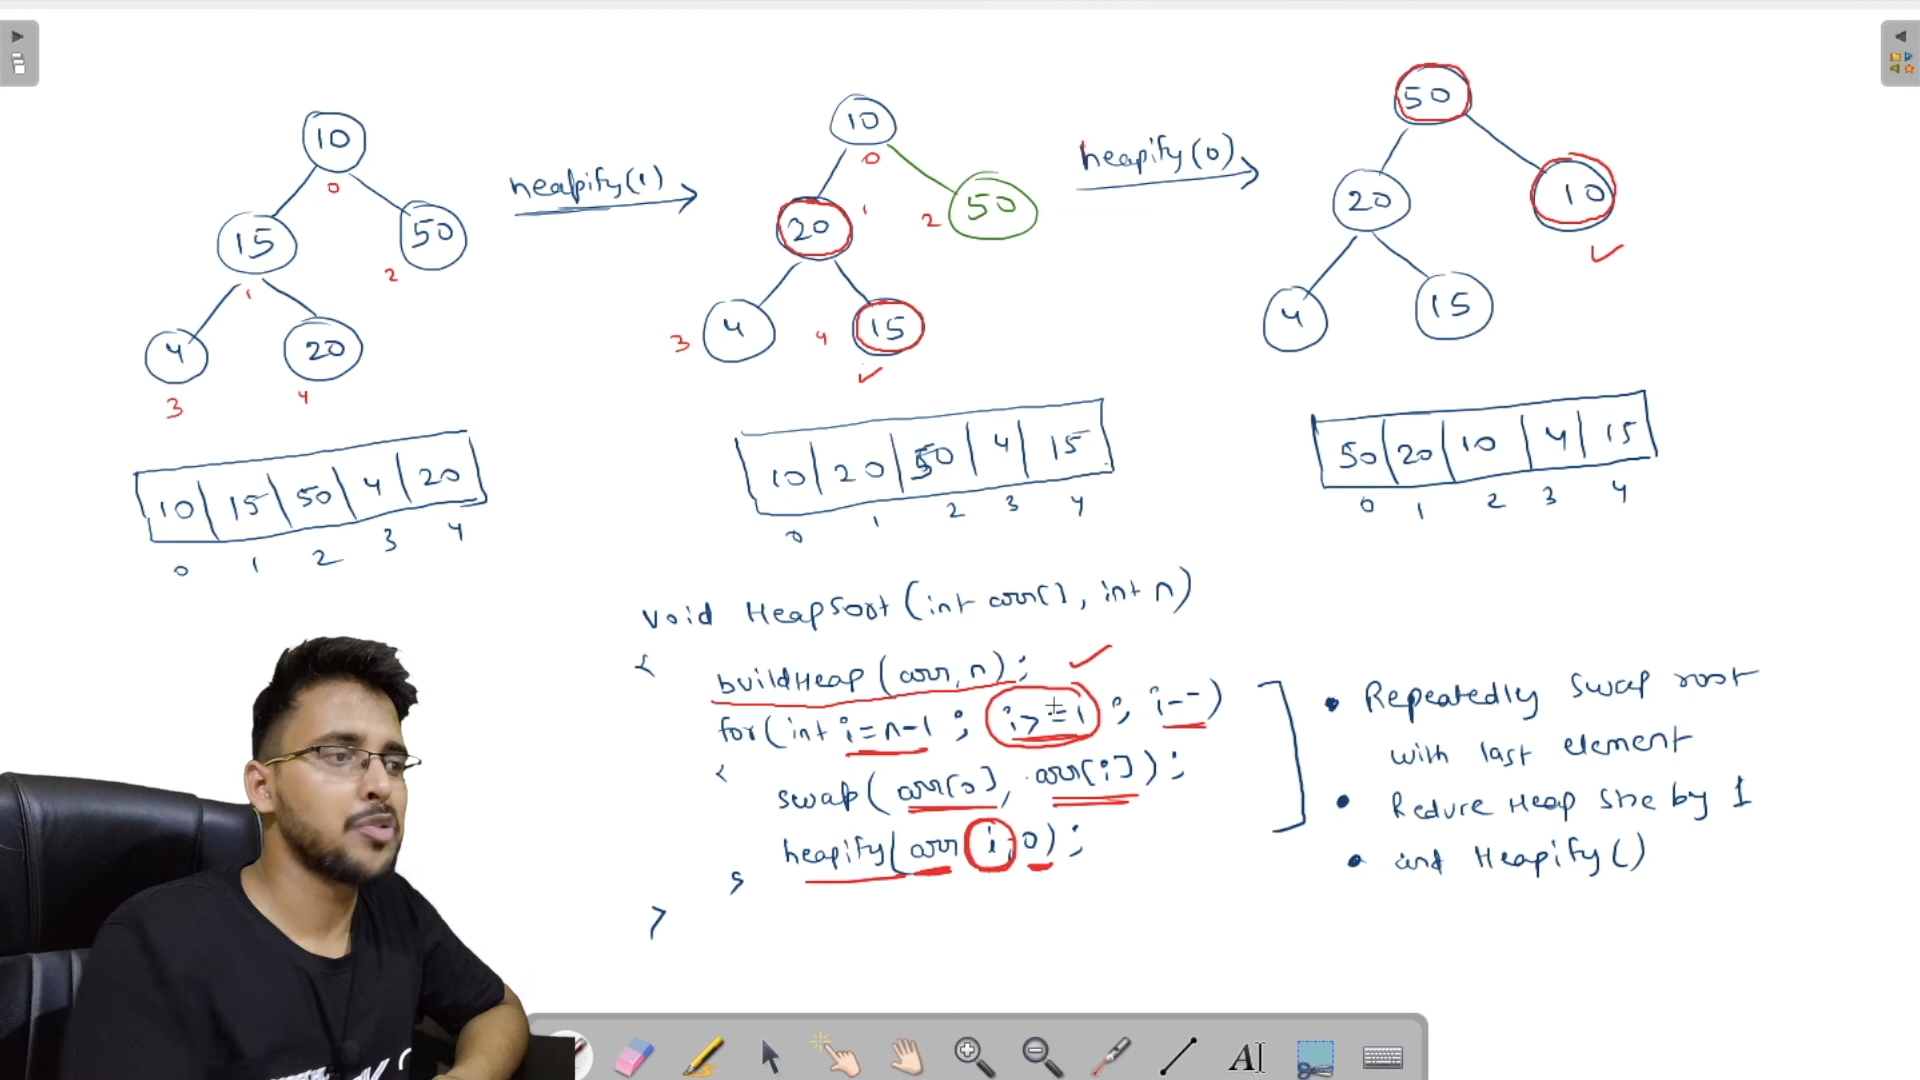 10
0
15
1
50
2
4
3
20
4
10 | 15 | 50 | 4 | 20
0 1 2 3 4
heapify(1)
10
0
20
1
50
2
4
3
15
4
10 | 20 | 50 | 4 | 15
0 1 2 3 4
heapify(0)
50
20
10
4
15
50 | 20 | 10 | 4 | 15
0 1 2 3 4
void HeapSort (int arr[], int n)
{
buildHeap (arr, n);
for (int i=n-1 ; i>=1 ; i--)
{
swap (arr[0], arr[i]);
heapify(arr, i, 0);
}
}
• Repeatedly swap root
with last element
• Reduce Heap size by 1
• and Heapify()
AI